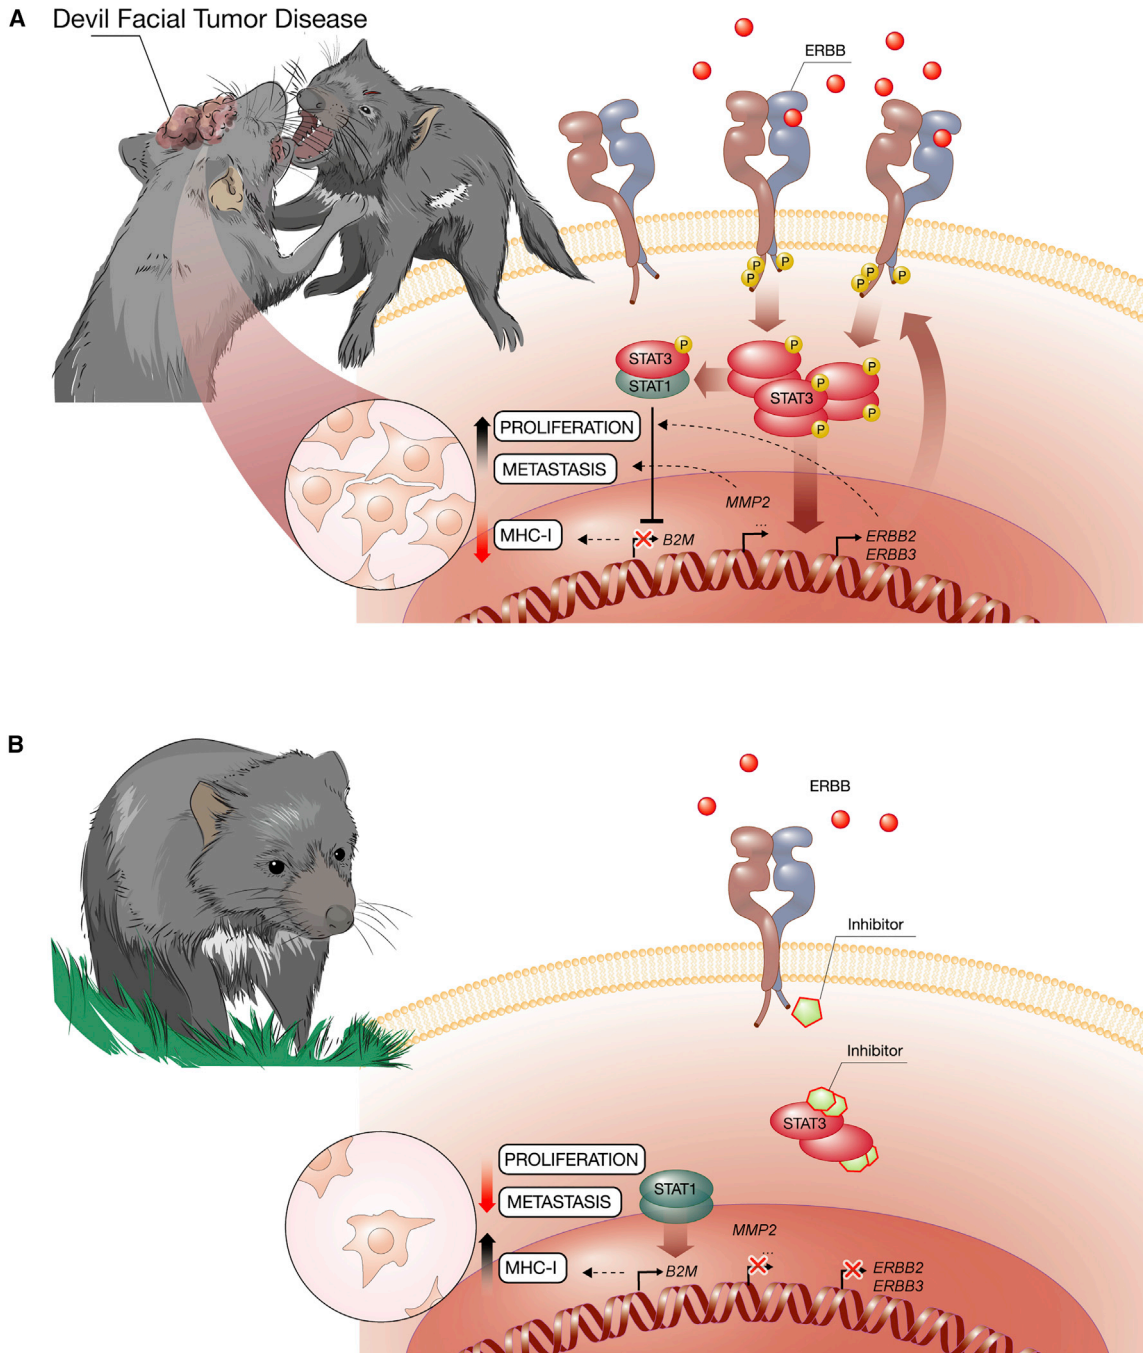 A
Devil Facial Tumor Disease
ERBB
P
P
P
P
P
P
STAT3
P
STAT1
P
P
STAT3
P
P
P
PROLIFERATION
METASTASIS
MHC-I
MMP2
...
B2M
ERBB2
ERBB3
B
ERBB
Inhibitor
Inhibitor
STAT3
PROLIFERATION
METASTASIS
MHC-I
STAT1
MMP2
...
B2M
ERBB2
ERBB3